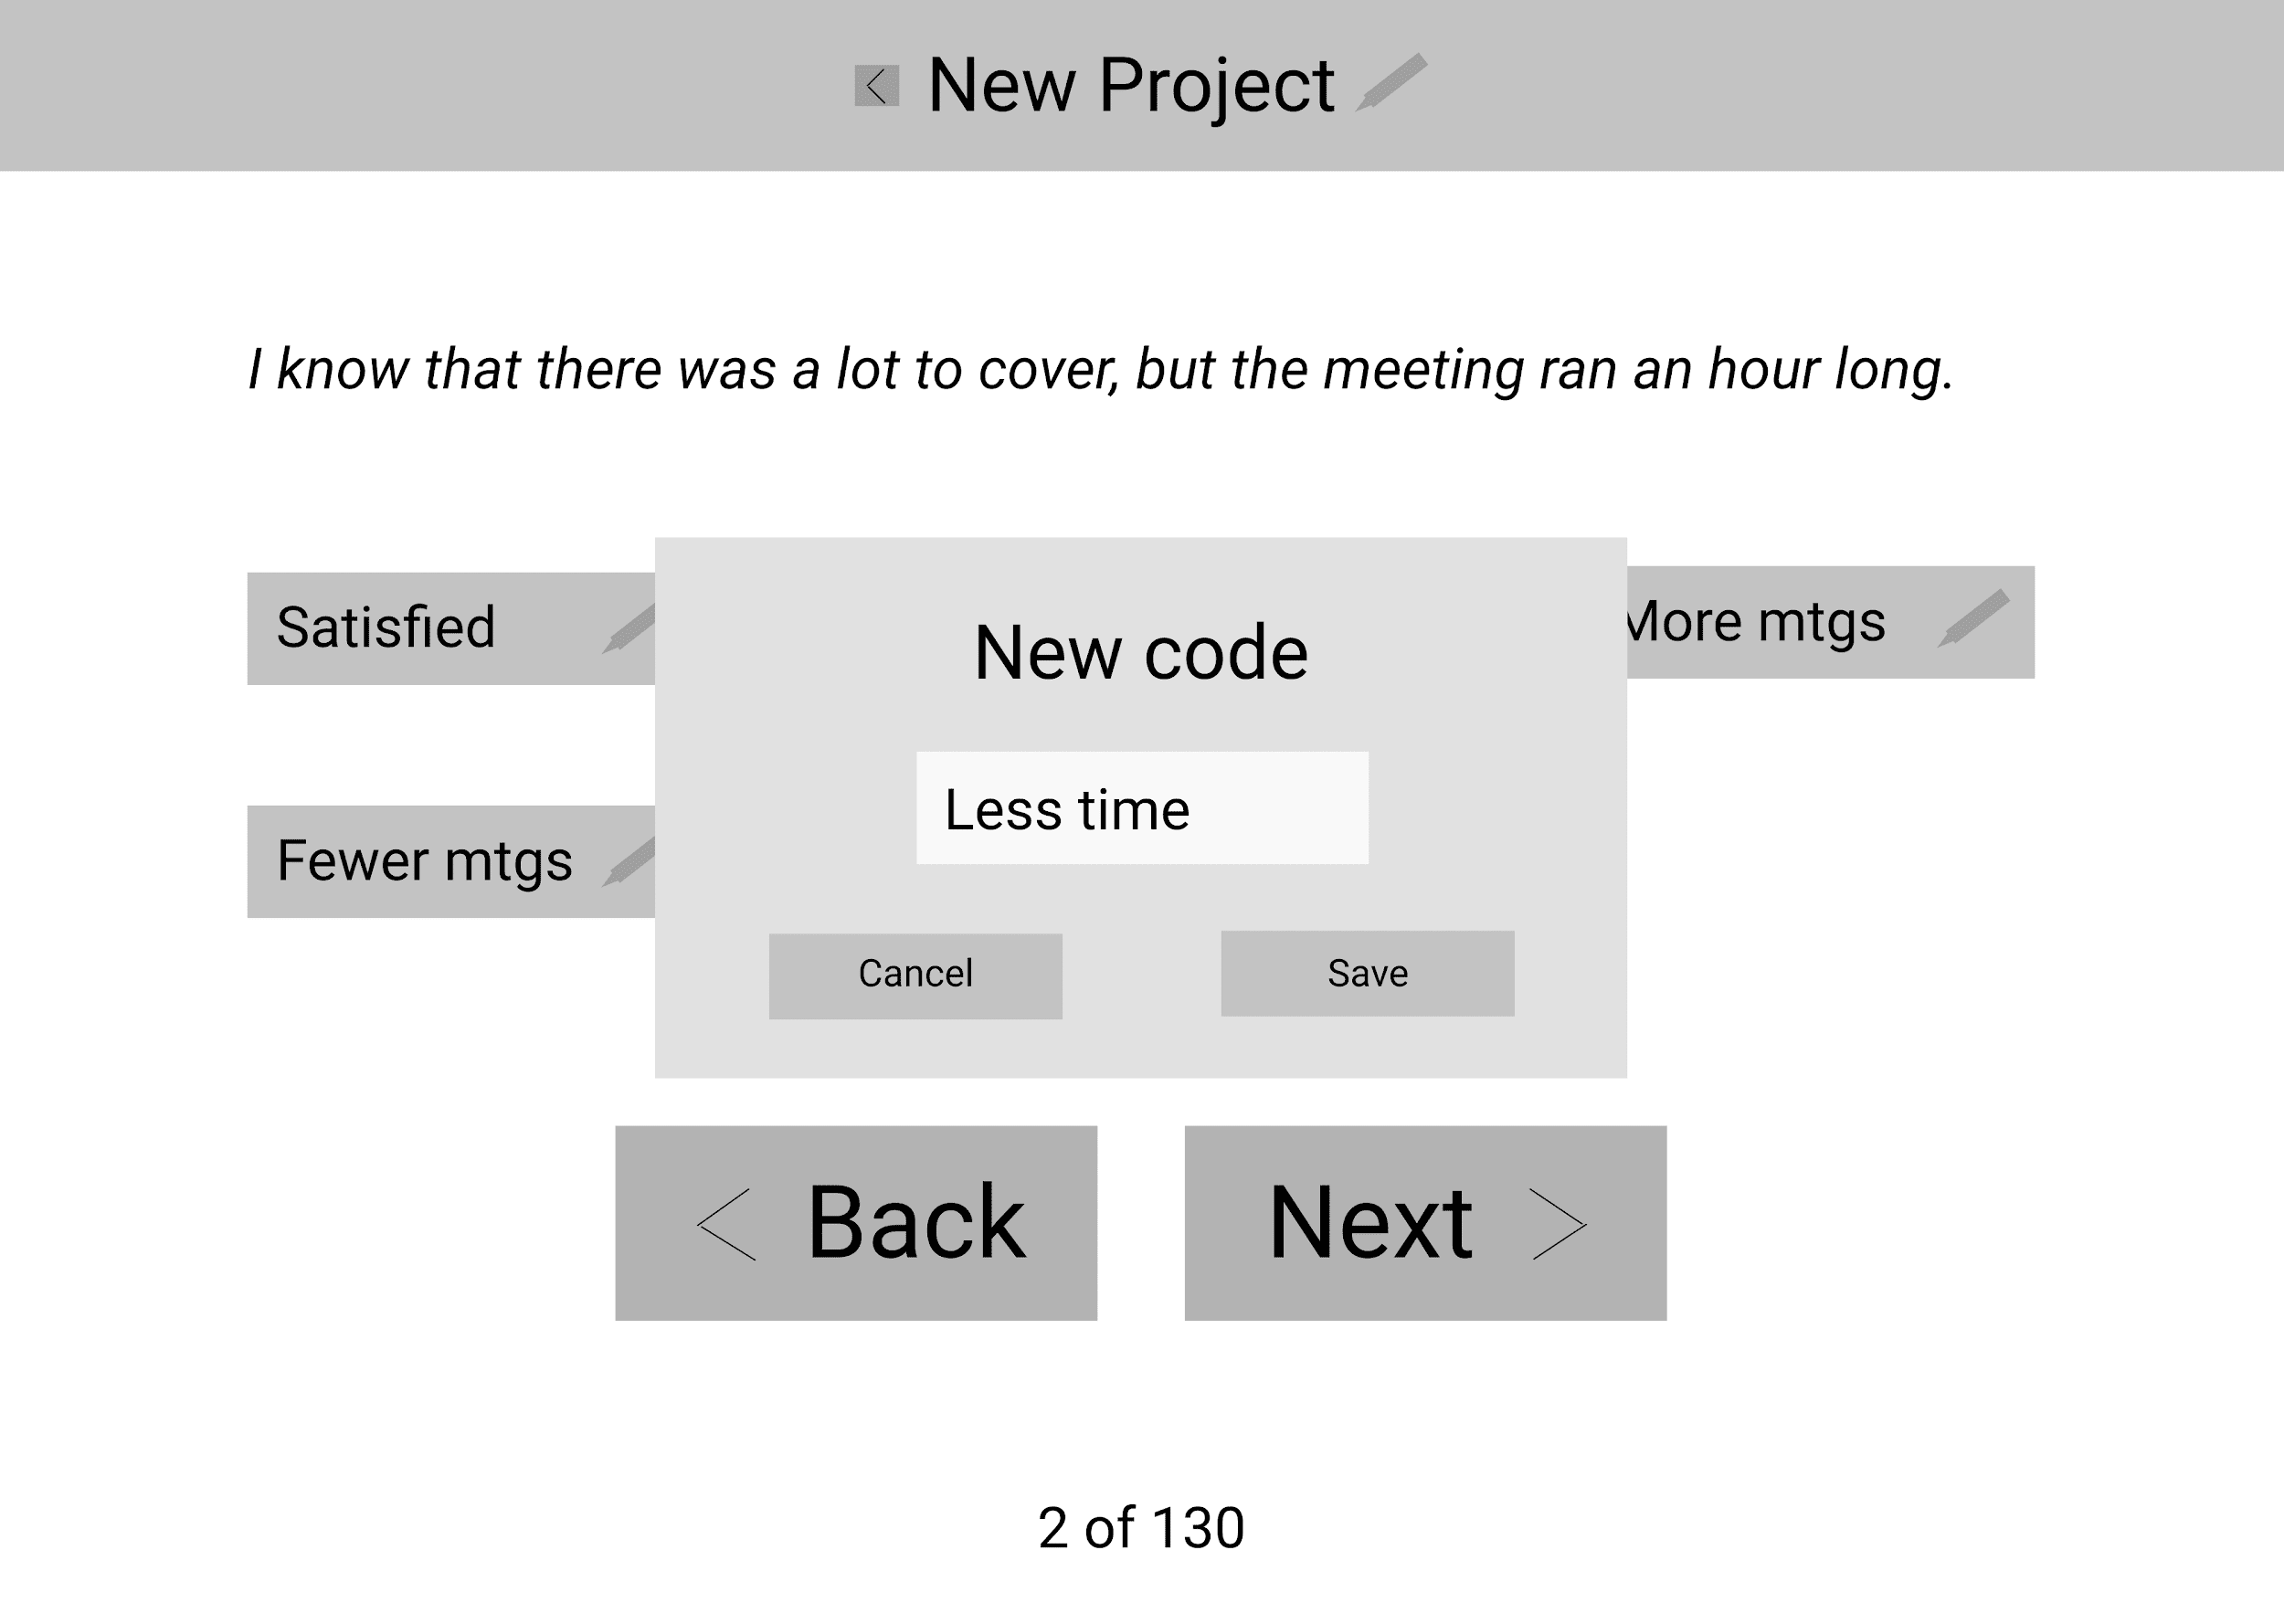 New Project
I know that there was a lot to cover, but the meeting ran an hour long.
Satisfied
More mtgs
New code
Less time
Fewer mtgs
Cancel
Save
Back
Next
2 of 130